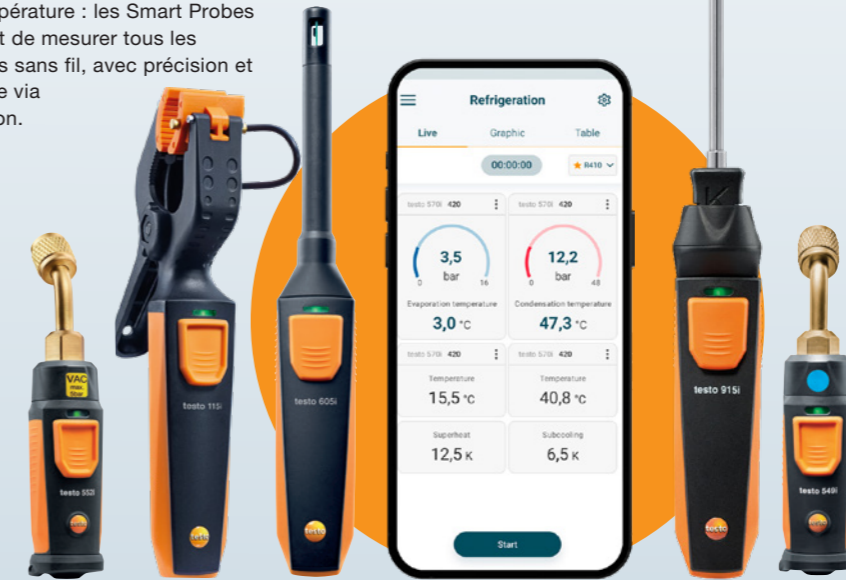 pérature : les Smart Probes
t de mesurer tous les
s sans fil, avec précision et
e via
on.
Refrigeration
Live Graphic Table
00:00:00 ★ R410
testo 570i 420
testo 570i 420
3,5
bar
0 16
Evaporation temperature
3,0 °C
12,2
bar
0 48
Condensation temperature
47,3 °C
testo 570i 420
Temperature
15,5 °C
testo 570i 420
Temperature
40,8 °C
Superheat
12,5 K
Subcooling
6,5 K
Start
VAC
max.
testo 552i
testo
testo 115i
testo
testo 605i
testo
testo 915i
testo
testo 549i
testo